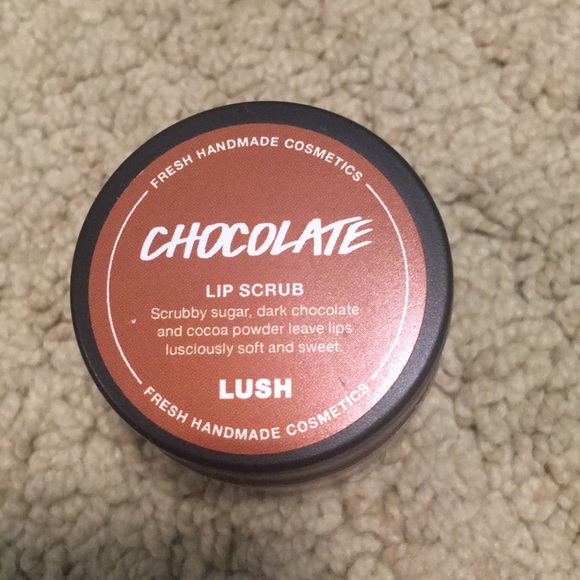 FRESH HANDMADE COSMETICS
CHOCOLATE
LIP SCRUB
Scrubby sugar, dark chocolate
and cocoa powder leave lips
lusciously soft and sweet.
LUSH
FRESH HANDMADE COSMETICS